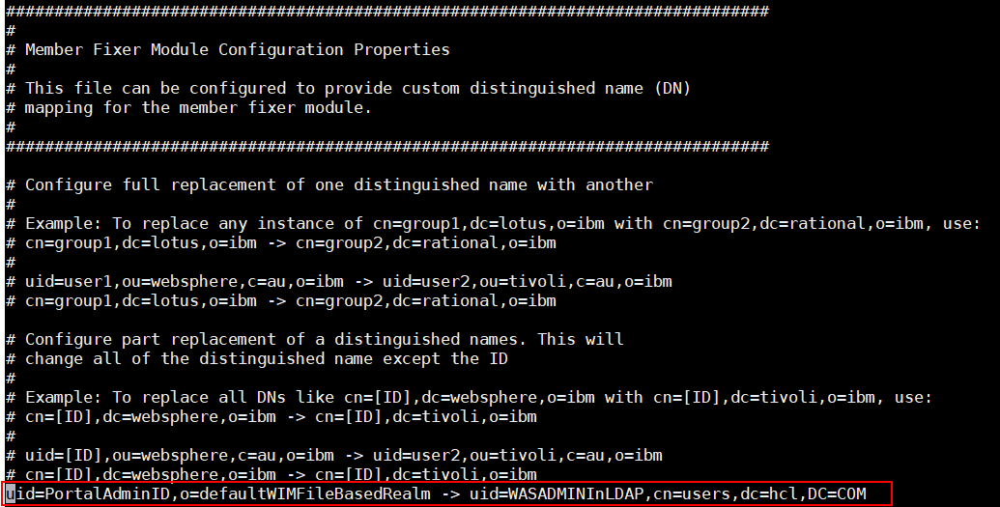 ###############################################################################
#
# Member Fixer Module Configuration Properties
#
# This file can be configured to provide custom distinguished name (DN)
# mapping for the member fixer module.
#
###############################################################################
# Configure full replacement of one distinguished name with another
#
# Example: To replace any instance of cn=group1,dc=lotus,o=ibm with cn=group2,dc=rational,o=ibm, use:
# cn=group1,dc=lotus,o=ibm -> cn=group2,dc=rational,o=ibm
#
# uid=user1,ou=websphere,c=au,o=ibm -> uid=user2,ou=tivoli,c=au,o=ibm
# cn=group1,dc=lotus,o=ibm -> cn=group2,dc=rational,o=ibm
# Configure part replacement of a distinguished names. This will
# change all of the distinguished name except the ID
#
# Example: To replace all DNs like cn=[ID],dc=websphere,o=ibm with cn=[ID],dc=tivoli,o=ibm, use:
# cn=[ID],dc=websphere,o=ibm -> cn=[ID],dc=tivoli,o=ibm
#
# uid=[ID],ou=websphere,c=au,o=ibm -> uid=user2,ou=tivoli,c=au,o=ibm
# cn=[ID],dc=websphere,o=ibm -> cn=[ID],dc=tivoli,o=ibm
uid=PortalAdminID,o=defaultWIMFileBasedRealm -> uid=WASADMINInLDAP,cn=users,dc=hcl,DC=COM